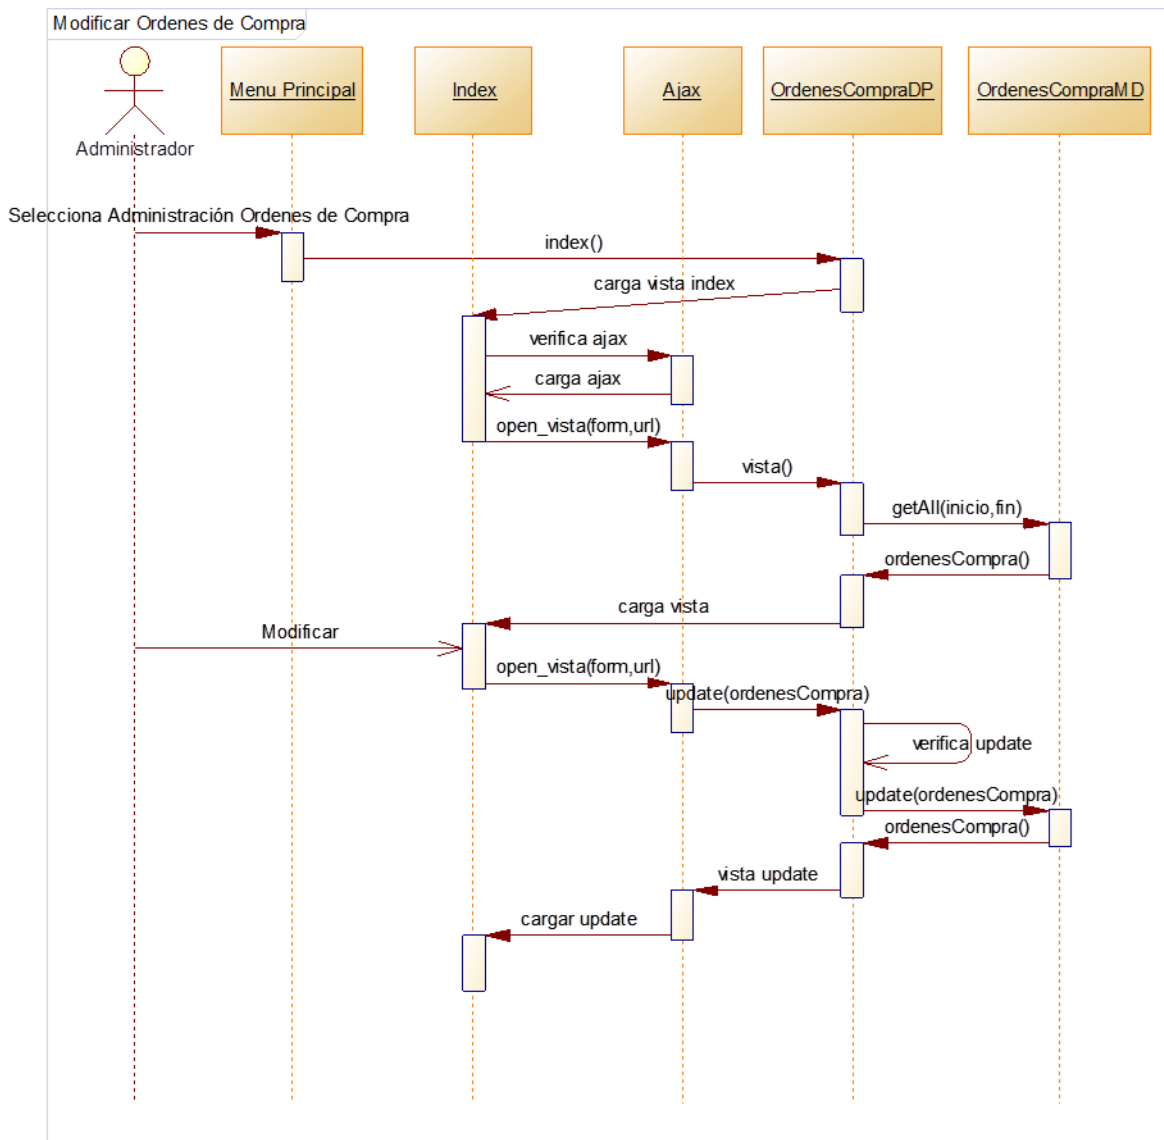 Modificar Ordenes de Compra
Menu Principal
Index
Ajax
OrdenesCompraDP
OrdenesCompraMD
Administrador
Selecciona Administración Ordenes de Compra
index()
carga vista index
verifica ajax
carga ajax
open_vista(form,url)
vista()
getAll(inicio,fin)
ordenesCompra()
carga vista
Modificar
open_vista(form,url)
update(ordenesCompra)
verifica update
update(ordenesCompra)
ordenesCompra()
vista update
cargar update